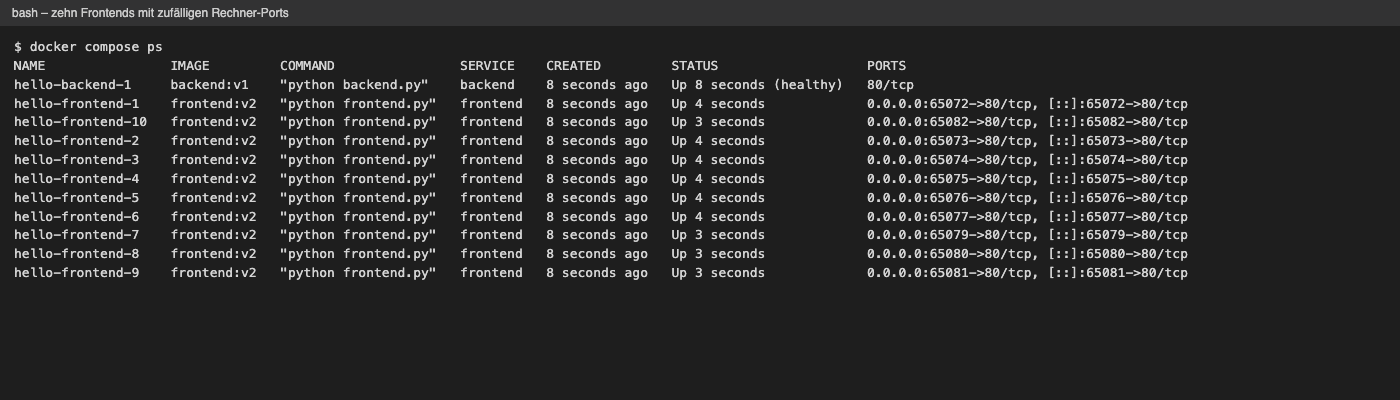 bash – zehn Frontends mit zufälligen Rechner-Ports
$ docker compose ps
NAME IMAGE COMMAND SERVICE CREATED STATUS PORTS
hello-backend-1 backend:v1 "python backend.py" backend 8 seconds ago Up 8 seconds (healthy) 80/tcp
hello-frontend-1 frontend:v2 "python frontend.py" frontend 8 seconds ago Up 4 seconds 0.0.0.0:65072->80/tcp, [::]:65072->80/tcp
hello-frontend-10 frontend:v2 "python frontend.py" frontend 8 seconds ago Up 3 seconds 0.0.0.0:65082->80/tcp, [::]:65082->80/tcp
hello-frontend-2 frontend:v2 "python frontend.py" frontend 8 seconds ago Up 4 seconds 0.0.0.0:65073->80/tcp, [::]:65073->80/tcp
hello-frontend-3 frontend:v2 "python frontend.py" frontend 8 seconds ago Up 4 seconds 0.0.0.0:65074->80/tcp, [::]:65074->80/tcp
hello-frontend-4 frontend:v2 "python frontend.py" frontend 8 seconds ago Up 4 seconds 0.0.0.0:65075->80/tcp, [::]:65075->80/tcp
hello-frontend-5 frontend:v2 "python frontend.py" frontend 8 seconds ago Up 4 seconds 0.0.0.0:65076->80/tcp, [::]:65076->80/tcp
hello-frontend-6 frontend:v2 "python frontend.py" frontend 8 seconds ago Up 4 seconds 0.0.0.0:65077->80/tcp, [::]:65077->80/tcp
hello-frontend-7 frontend:v2 "python frontend.py" frontend 8 seconds ago Up 3 seconds 0.0.0.0:65079->80/tcp, [::]:65079->80/tcp
hello-frontend-8 frontend:v2 "python frontend.py" frontend 8 seconds ago Up 3 seconds 0.0.0.0:65080->80/tcp, [::]:65080->80/tcp
hello-frontend-9 frontend:v2 "python frontend.py" frontend 8 seconds ago Up 3 seconds 0.0.0.0:65081->80/tcp, [::]:65081->80/tcp